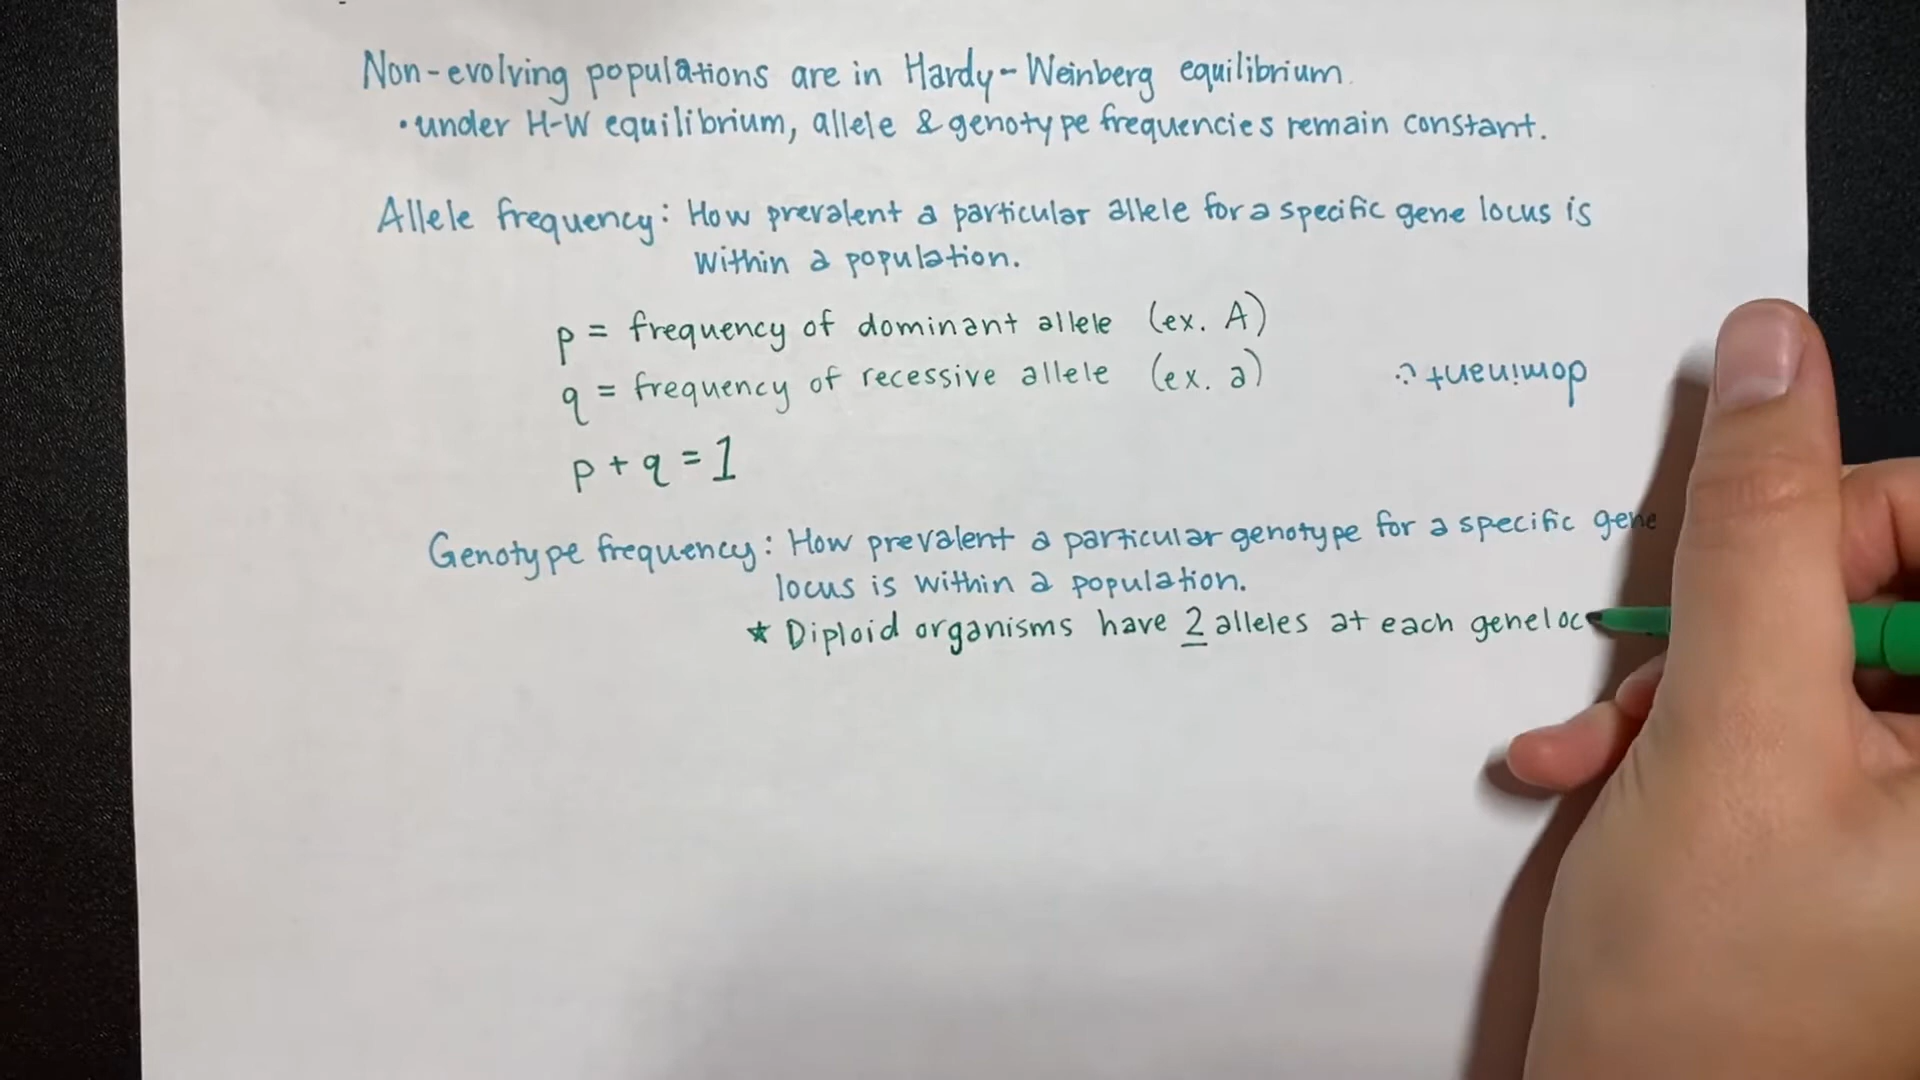 Non-evolving populations are in Hardy-Weinberg equilibrium.
• under H-W equilibrium, allele & genotype frequencies remain constant.
Allele frequency: How prevalent a particular allele for a specific gene locus is
within a population.
p = frequency of dominant allele (ex. A)
q = frequency of recessive allele (ex. a)
dominant :)
p + q = 1
Genotype frequency: How prevalent a particular genotype for a specific gene
locus is within a population.
* Diploid organisms have 2 alleles at each gene loc